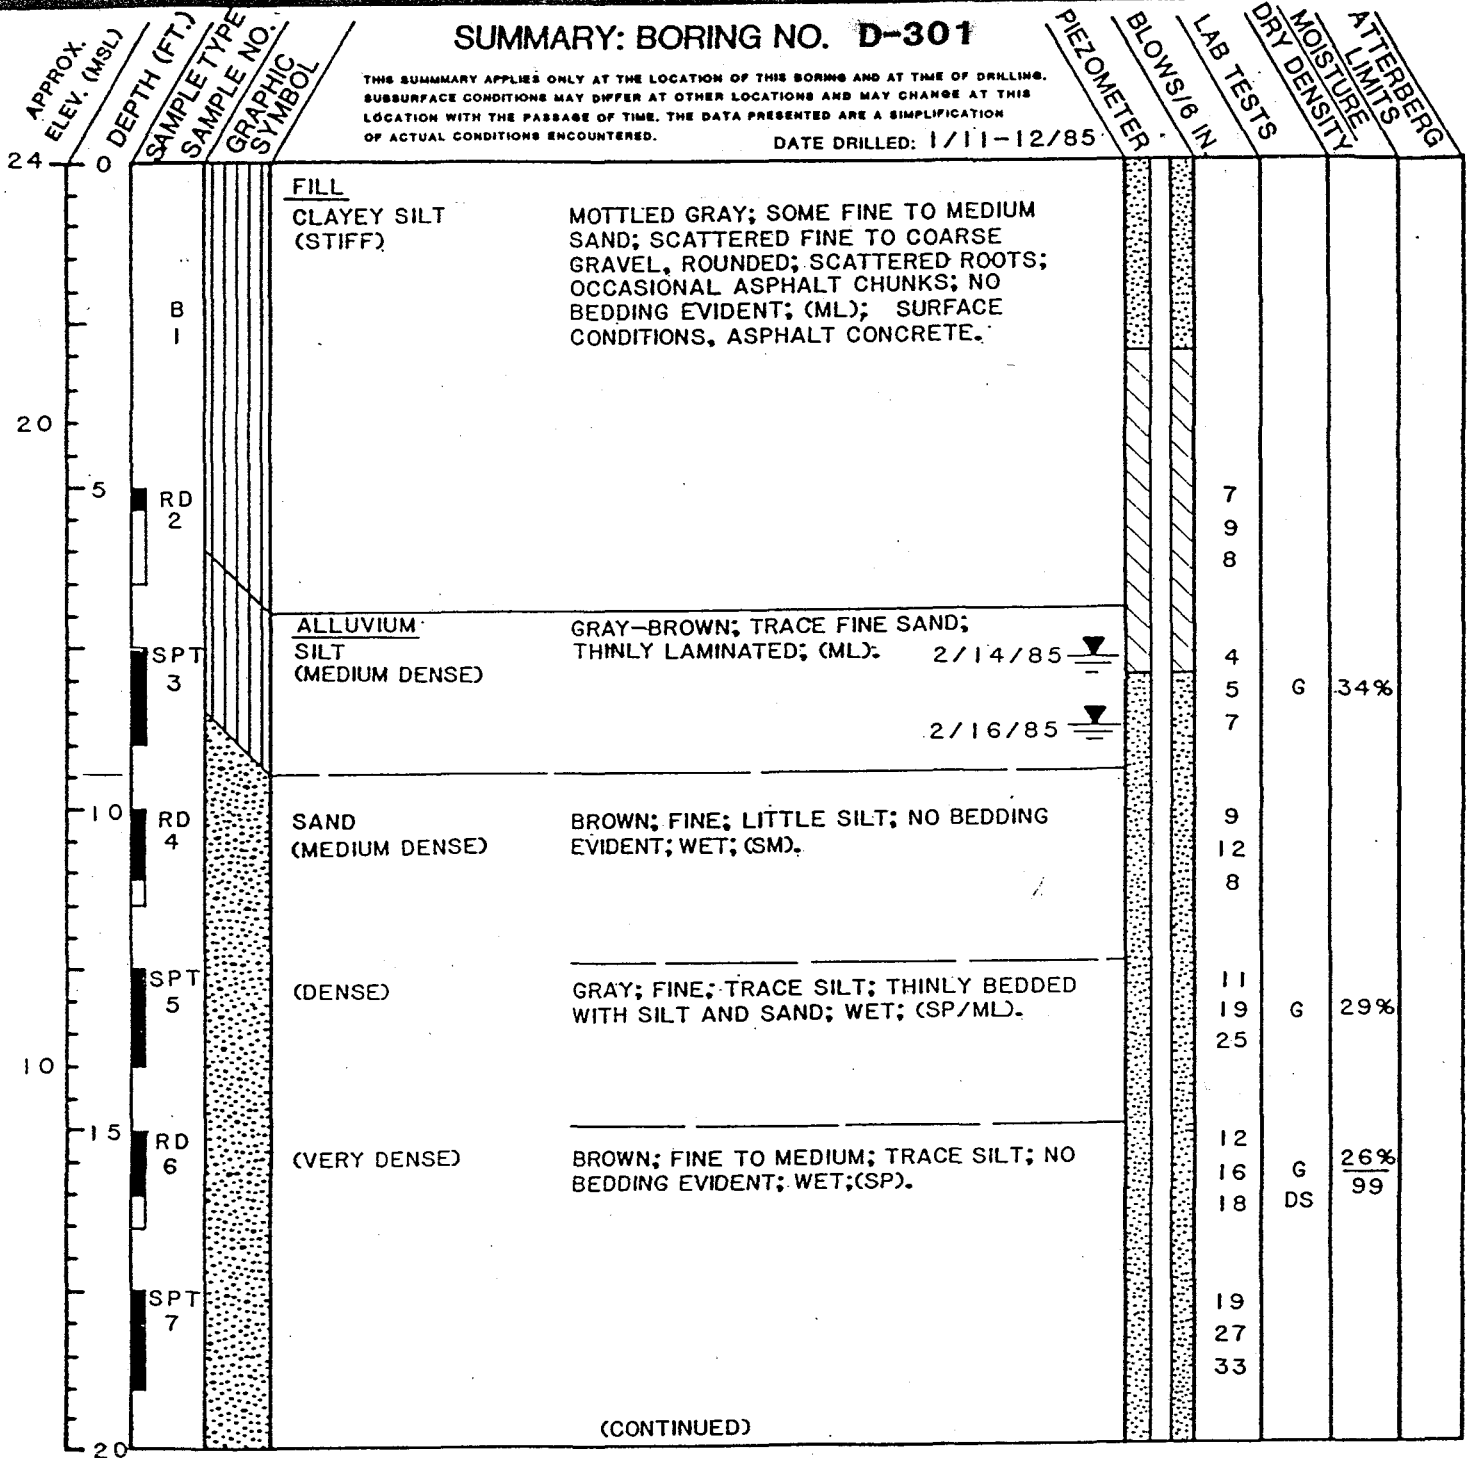 SUMMARY: BORING NO. D-301
THIS SUMMMARY APPLIES ONLY AT THE LOCATION OF THIS BORING AND AT TIME OF DRILLING.
SUBSURFACE CONDITIONS MAY DIFFER AT OTHER LOCATIONS AND MAY CHANGE AT THIS
LOCATION WITH THE PASSAGE OF TIME. THE DATA PRESENTED ARE A SIMPLIFICATION
OF ACTUAL CONDITIONS ENCOUNTERED.
DATE DRILLED: 1/11-12/85
APPROX.
ELEV. (MSL)
DEPTH (FT.)
SAMPLE TYPE
SAMPLE NO.
GRAPHIC
SYMBOL
PIEZOMETER
BLOWS/6 IN
LAB TESTS
DRY DENSITY
MOISTURE
LIMITS
ATTERBERG
24 0
FILL
CLAYEY SILT
(STIFF)
MOTTLED GRAY; SOME FINE TO MEDIUM
SAND; SCATTERED FINE TO COARSE
GRAVEL, ROUNDED; SCATTERED ROOTS;
OCCASIONAL ASPHALT CHUNKS; NO
BEDDING EVIDENT; (ML); SURFACE
CONDITIONS, ASPHALT CONCRETE.
B
1
20
5
RD
2
7
9
8
ALLUVIUM
SILT
(MEDIUM DENSE)
GRAY-BROWN; TRACE FINE SAND;
THINLY LAMINATED; (ML).
2/14/85
2/16/85
SPT
3
4
5 G 34%
7
10
RD
4
SAND
(MEDIUM DENSE)
BROWN; FINE; LITTLE SILT; NO BEDDING
EVIDENT; WET; (SM).
9
12
8
SPT
5
(DENSE)
GRAY; FINE; TRACE SILT; THINLY BEDDED
WITH SILT AND SAND; WET; (SP/ML).
11
19 G 29%
25
10
15
RD
6
(VERY DENSE)
BROWN; FINE TO MEDIUM; TRACE SILT; NO
BEDDING EVIDENT; WET;(SP).
12
16 G 26%
18 DS 99
SPT
7
19
27
33
(CONTINUED)
20